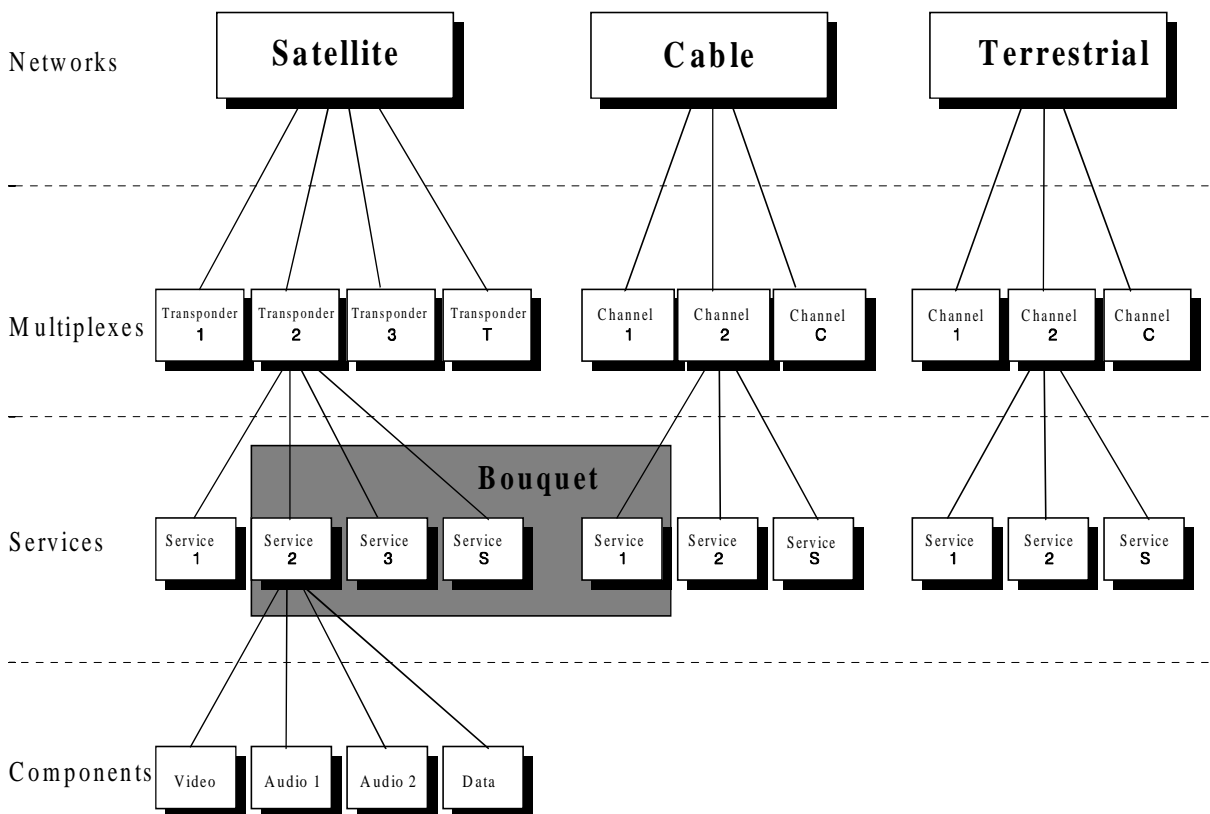 Networks
Satellite
Cable
Terrestrial
Multiplexes
Transponder
1
Transponder
2
Transponder
3
Transponder
T
Channel
1
Channel
2
Channel
C
Channel
1
Channel
2
Channel
C
Bouquet
Services
Service
1
Service
2
Service
3
Service
S
Service
1
Service
2
Service
S
Service
1
Service
2
Service
S
Components
Video
Audio 1
Audio 2
Data